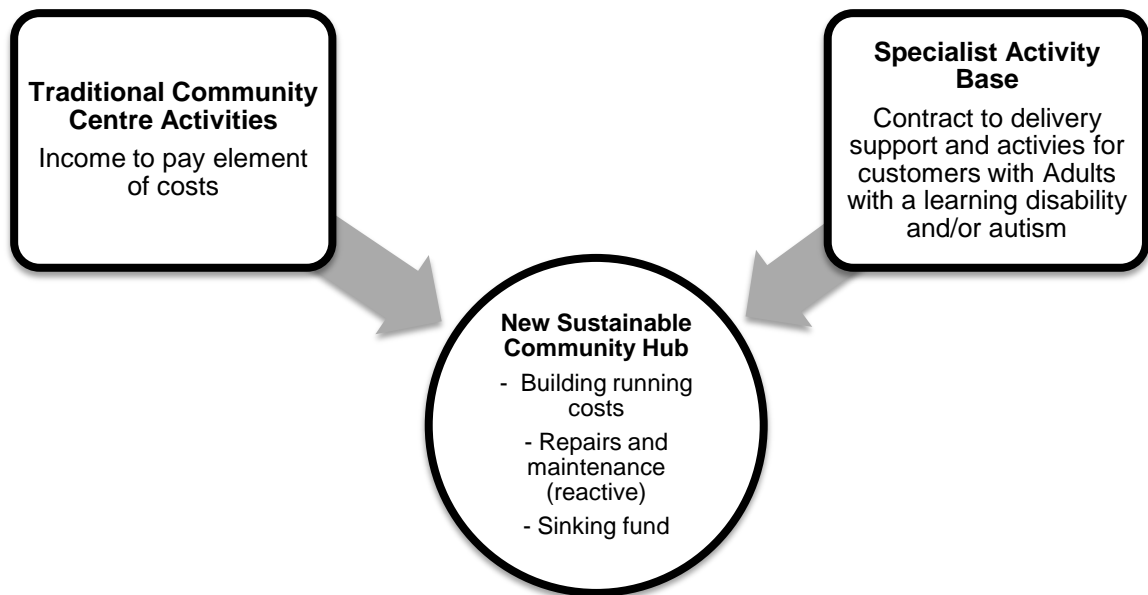 Traditional Community
Centre Activities
Income to pay element
of costs
Specialist Activity
Base
Contract to delivery
support and activies for
customers with Adults
with a learning disability
and/or autism
New Sustainable
Community Hub
- Building running
costs
- Repairs and
maintenance
(reactive)
- Sinking fund